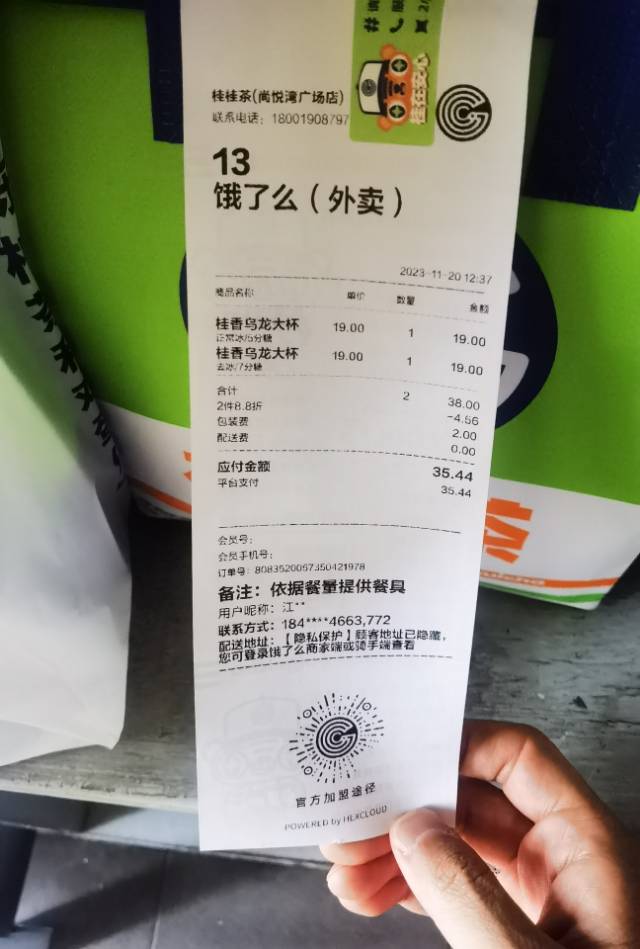 桂桂茶(尚悦湾广场店)
联系电话：18001908797
13
饿了么（外卖）
2023-11-20 12:37
商品名称 单价 数量 金额
桂香乌龙大杯 19.00 1 19.00
正常冰/5分糖
桂香乌龙大杯 19.00 1 19.00
去冰/7分糖
合计 2 38.00
2件8.8折 -4.56
包装费 2.00
配送费 0.00
应付金额 35.44
平台支付 35.44
会员号：
会员手机号：
订单号：8083520057350421978
备注：依据餐量提供餐具
用户昵称：江**
联系方式：184****4663,772
配送地址：【隐私保护】顾客地址已隐藏，
您可登录饿了么商家端或骑手端查看
官方加盟途径
POWERED by HEXCLOUD